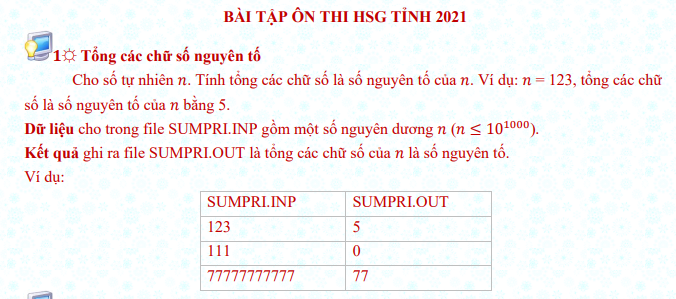 BÀI TẬP ÔN THI HSG TỈNH 2021
1☼ Tổng các chữ số nguyên tố
Cho số tự nhiên n. Tính tổng các chữ số là số nguyên tố của n. Ví dụ: n = 123, tổng các chữ
số là số nguyên tố của n bằng 5.
Dữ liệu cho trong file SUMPRI.INP gồm một số nguyên dương n (n ≤ 10¹⁰⁰⁰).
Kết quả ghi ra file SUMPRI.OUT là tổng các chữ số của n là số nguyên tố.
Ví dụ:
SUMPRI.INP SUMPRI.OUT
123 5
111 0
77777777777 77